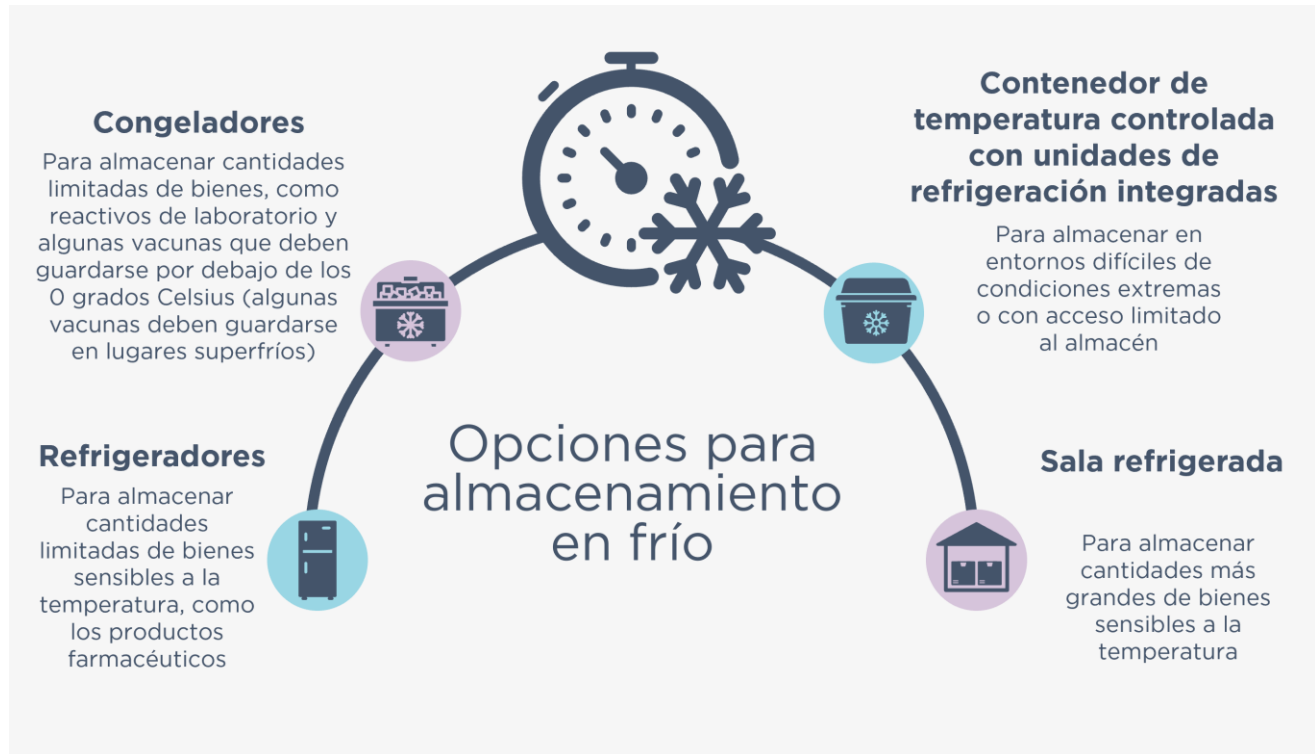 Congeladores
Para almacenar cantidades
limitadas de bienes, como
reactivos de laboratorio y
algunas vacunas que deben
guardarse por debajo de los
0 grados Celsius (algunas
vacunas deben guardarse
en lugares superfríos)
Refrigeradores
Para almacenar
cantidades
limitadas de bienes
sensibles a la
temperatura, como
los productos
farmacéuticos
Opciones para
almacenamiento
en frío
Contenedor de
temperatura controlada
con unidades de
refrigeración integradas
Para almacenar en
entornos difíciles de
condiciones extremas
o con acceso limitado
al almacén
Sala refrigerada
Para almacenar
cantidades más
grandes de bienes
sensibles a la
temperatura